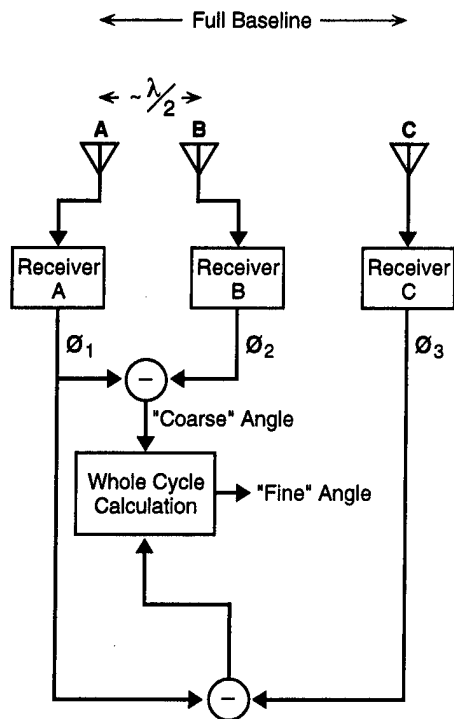 Full Baseline
~λ/2
A B C
Receiver A
Receiver B
Receiver C
Ø1 Ø2 Ø3
−
"Coarse" Angle
Whole Cycle
Calculation
"Fine" Angle
−